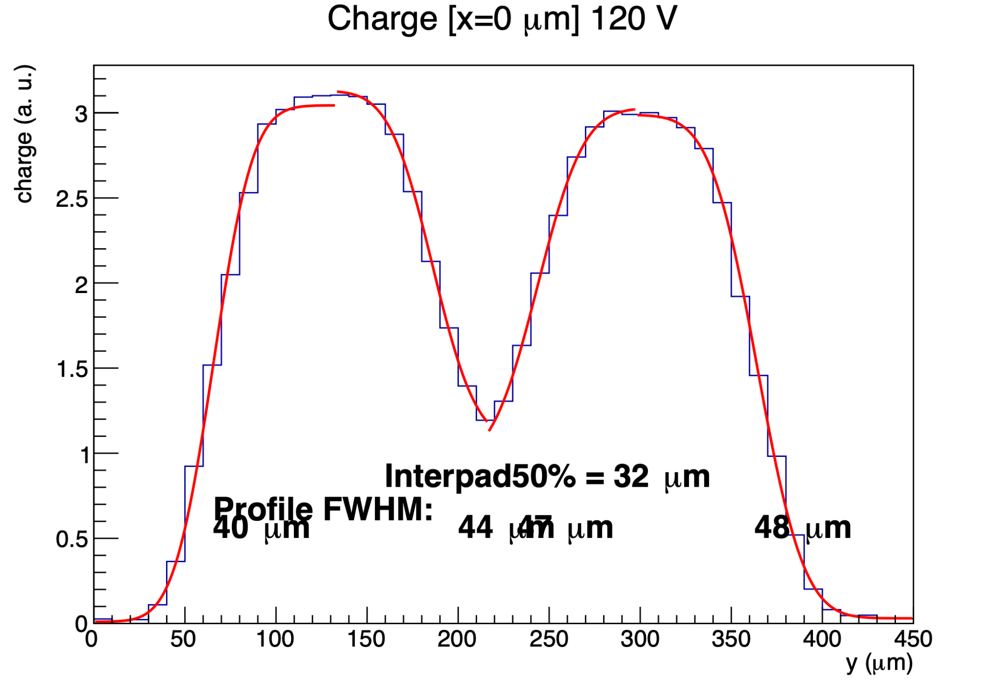 Charge [x=0 μm] 120 V
charge (a. u.)
3
2.5
2
1.5
1
0.5
0
Interpad50% = 32 μm
Profile FWHM:
40 μm 44 μm 47 μm 48 μm
0 50 100 150 200 250 300 350 400 450
y (μm)